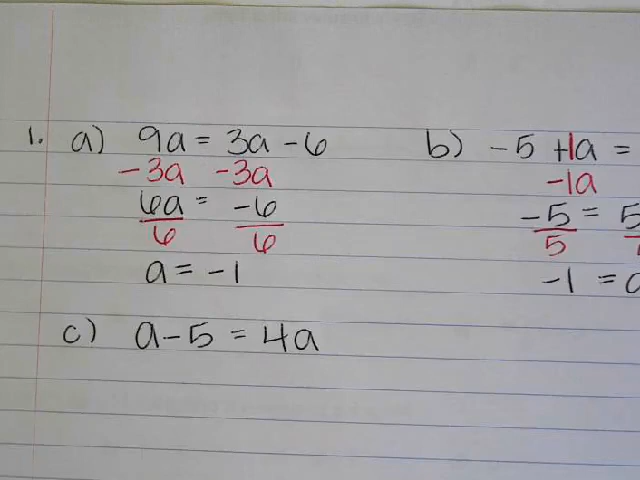 1. a) 9a = 3a - 6
-3a -3a
6a = -6
6 6
a = -1
b) -5 +1a =
-1a
-5 = 5
5
-1 =
c) a - 5 = 4a